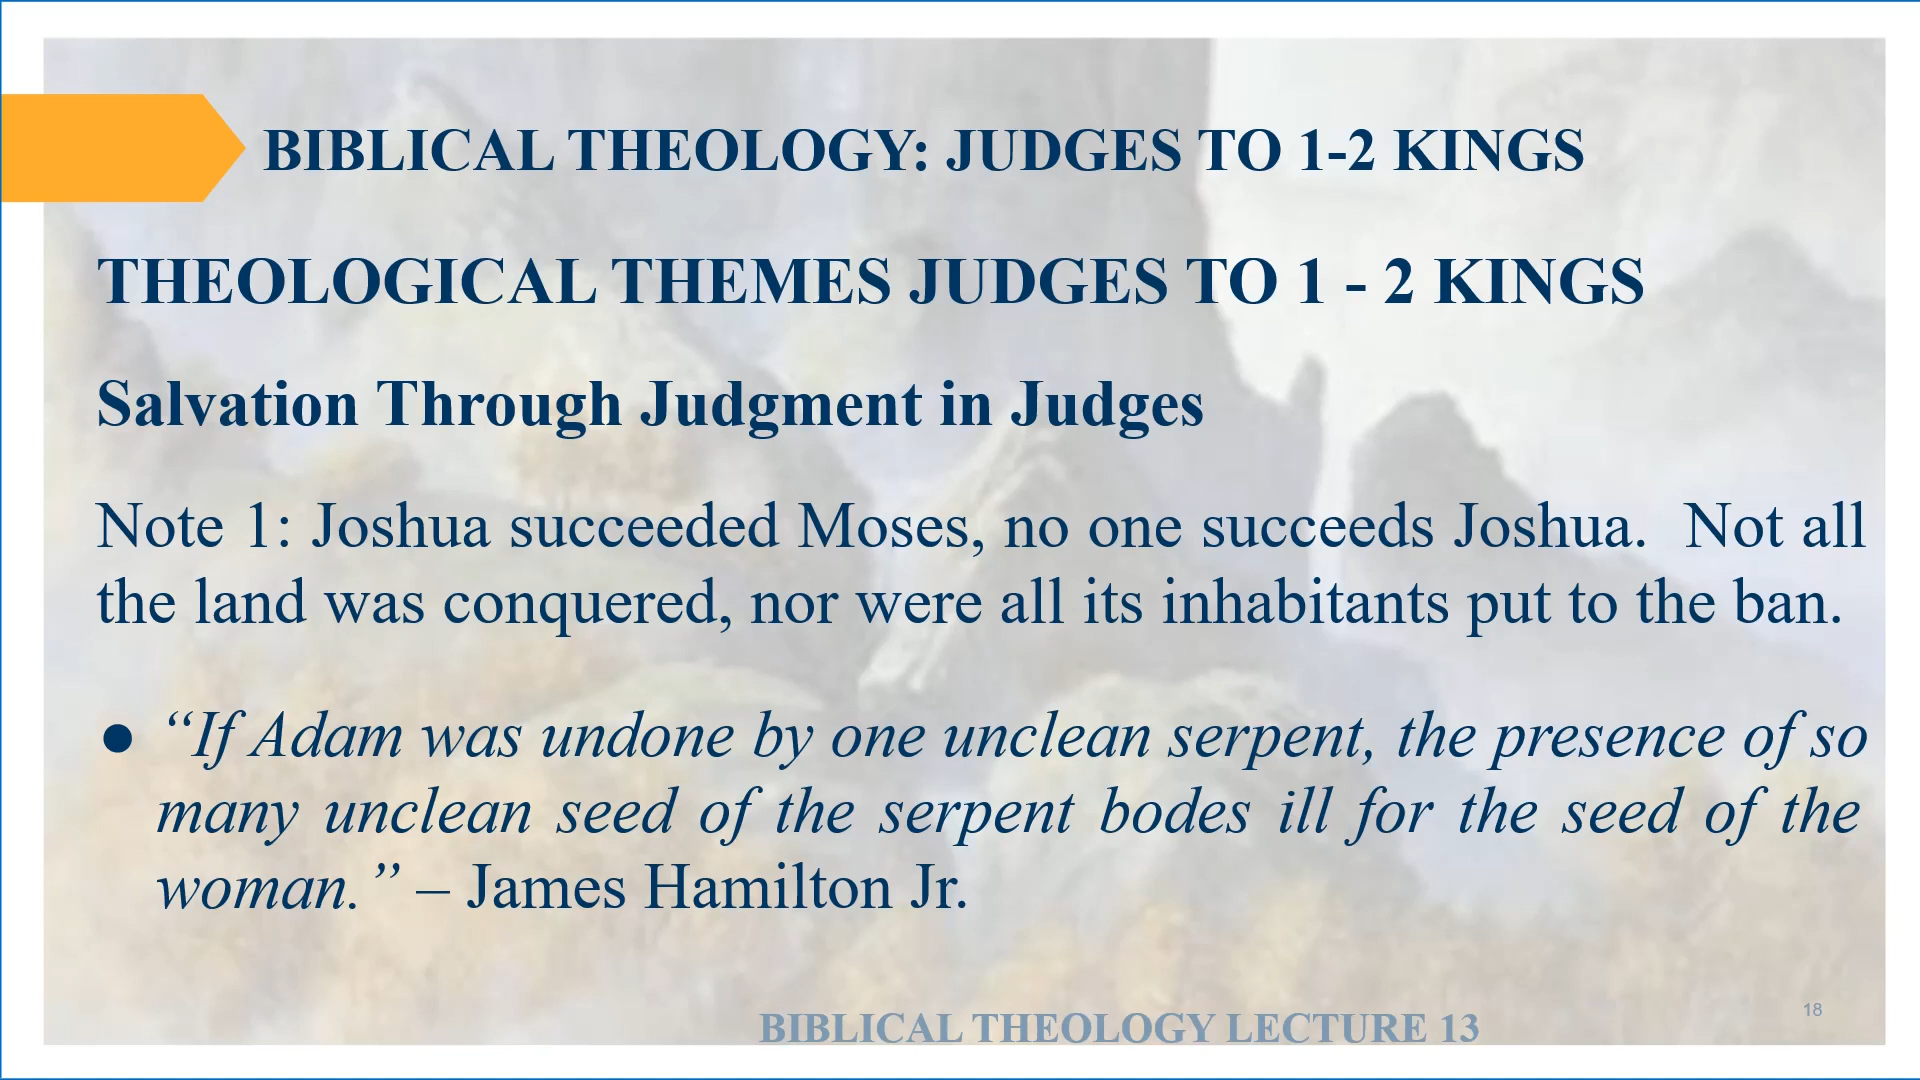 BIBLICAL THEOLOGY: JUDGES TO 1-2 KINGS
THEOLOGICAL THEMES JUDGES TO 1 - 2 KINGS
Salvation Through Judgment in Judges
Note 1: Joshua succeeded Moses, no one succeeds Joshua.  Not all
the land was conquered, nor were all its inhabitants put to the ban.
● “If Adam was undone by one unclean serpent, the presence of so
many unclean seed of the serpent bodes ill for the seed of the
woman.” – James Hamilton Jr.
18
BIBLICAL THEOLOGY LECTURE 13